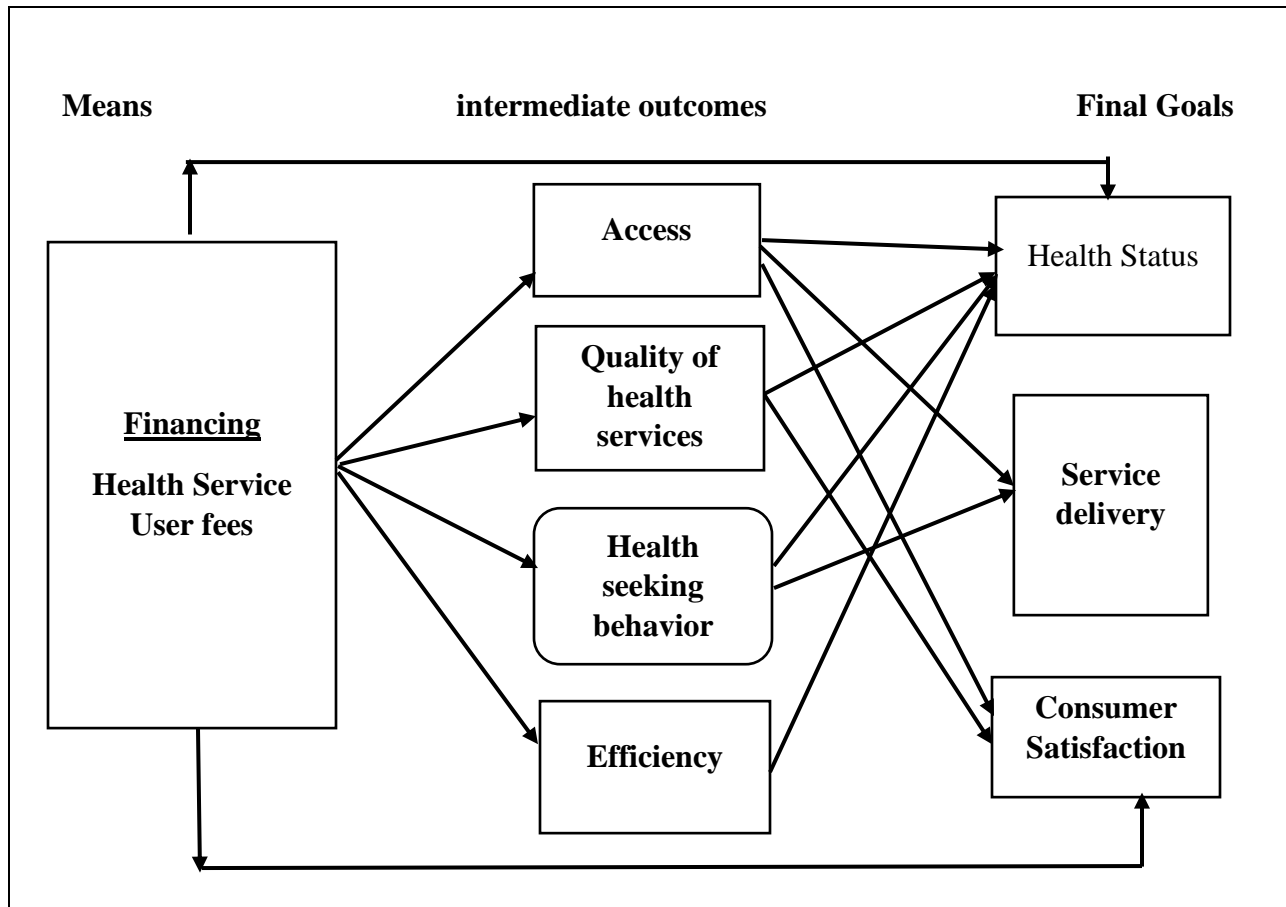 Means
intermediate outcomes
Final Goals
Financing
Health Service
User fees
Access
Quality of
health
services
Health
seeking
behavior
Efficiency
Health Status
Service
delivery
Consumer
Satisfaction